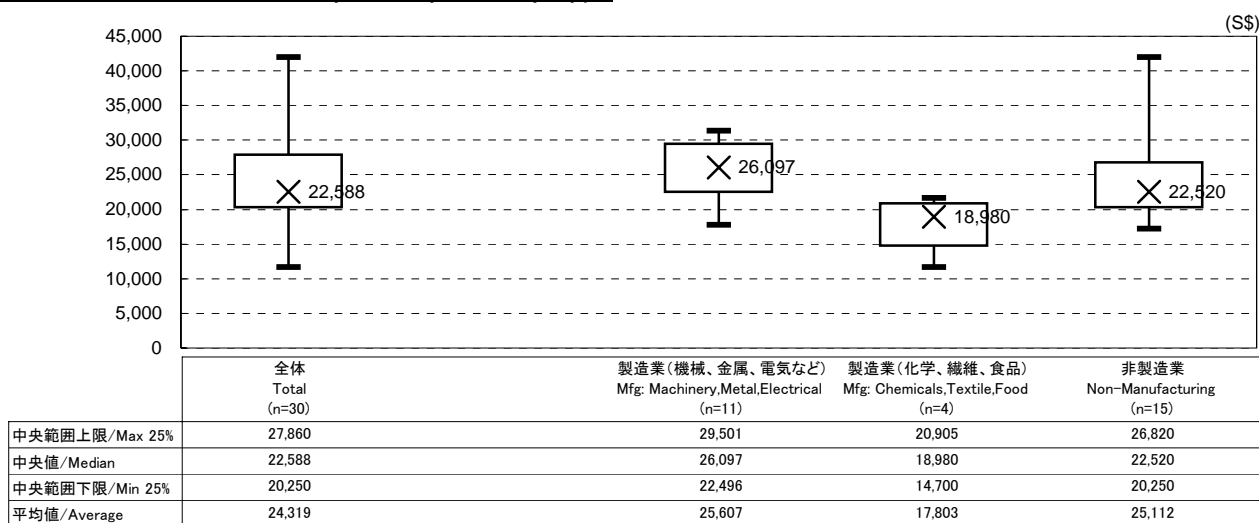 (S$)
45,000
40,000
35,000
30,000
25,000
20,000
15,000
10,000
5,000
0
22,588
26,097
18,980
22,520
全体 製造業(機械、金属、電気など) 製造業(化学、繊維、食品) 非製造業
Total Mfg: Machinery,Metal,Electrical Mfg: Chemicals,Textile,Food Non-Manufacturing
(n=30) (n=11) (n=4) (n=15)
中央範囲上限/Max 25% 27,860 29,501 20,905 26,820
中央値/Median 22,588 26,097 18,980 22,520
中央範囲下限/Min 25% 20,250 22,496 14,700 20,250
平均値/Average 24,319 25,607 17,803 25,112